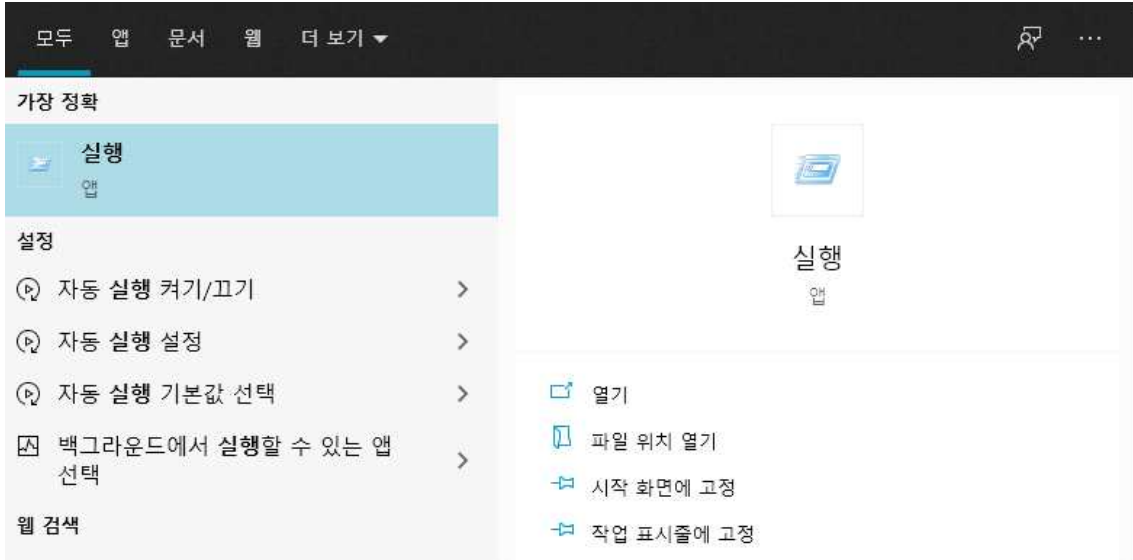 모두 앱 문서 웹 더 보기
가장 정확
실행
앱
설정
자동 실행 켜기/끄기
자동 실행 설정
자동 실행 기본값 선택
백그라운드에서 실행할 수 있는 앱
선택
웹 검색
실행
앱
열기
파일 위치 열기
시작 화면에 고정
작업 표시줄에 고정